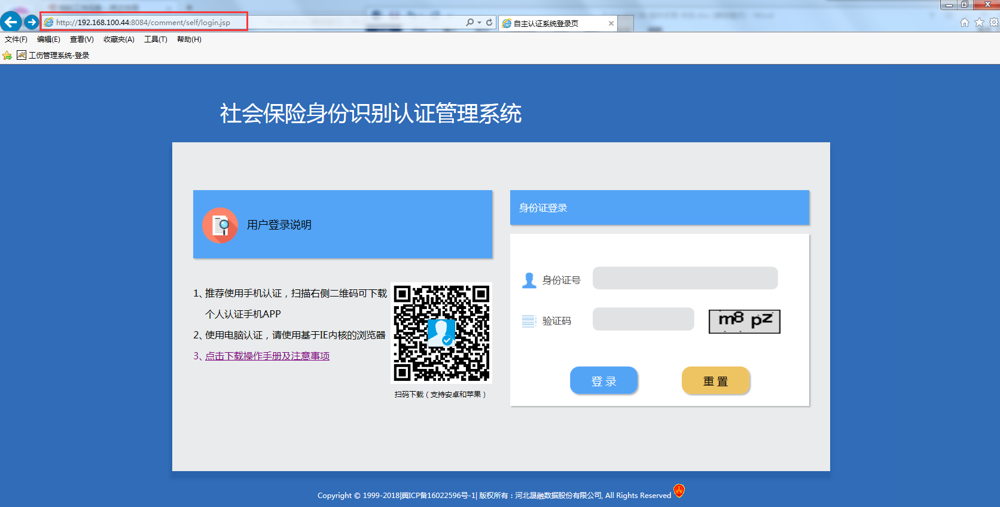 http://192.168.100.44:8084/comment/self/login.jsp
自主认证系统登录页
文件(F) 编辑(E) 查看(V) 收藏夹(A) 工具(T) 帮助(H)
工伤管理系统-登录
社会保险身份识别认证管理系统
用户登录说明
1、推荐使用手机认证，扫描右侧二维码可下载
个人认证手机APP
2、使用电脑认证，请使用基于IE内核的浏览器
3、点击下载操作手册及注意事项
扫码下载（支持安卓和苹果）
身份证登录
身份证号
验证码
m8 pz
登 录
重 置
Copyright © 1999-2018|冀ICP备16022596号-1| 版权所有：河北晟融数据股份有限公司, All Rights Reserved